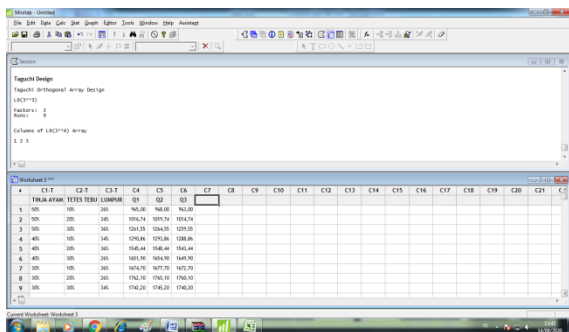 Minitab - Untitled
File Edit Data Calc Stat Graph Editor Tools Window Help Assistant
Session
Taguchi Design
Taguchi Orthogonal Array Design
L9(3**3)
Factors: 3
Runs: 9
Columns of L9(3**4) Array
1 2 3
Worksheet 3 ***
C1-T C2-T C3-T C4 C5 C6 C7 C8 C9 C10 C11 C12 C13 C14 C15 C16 C17 C18 C19 C20 C21
TINJA AYAM TETES TEBU LUMPUR Q1 Q2 Q3
1 50% 10% 26% 965,00 968,00 963,00
2 50% 20% 34% 1016,74 1019,74 1014,74
3 50% 30% 36% 1261,55 1264,55 1259,55
4 40% 10% 34% 1290,86 1293,86 1288,86
5 40% 20% 36% 1545,44 1548,44 1543,44
6 40% 30% 26% 1651,90 1654,90 1649,90
7 30% 10% 36% 1674,70 1677,70 1672,70
8 30% 20% 26% 1762,10 1765,10 1760,10
9 30% 30% 34% 1742,20 1745,20 1740,20
Current Worksheet: Worksheet 3
13:47